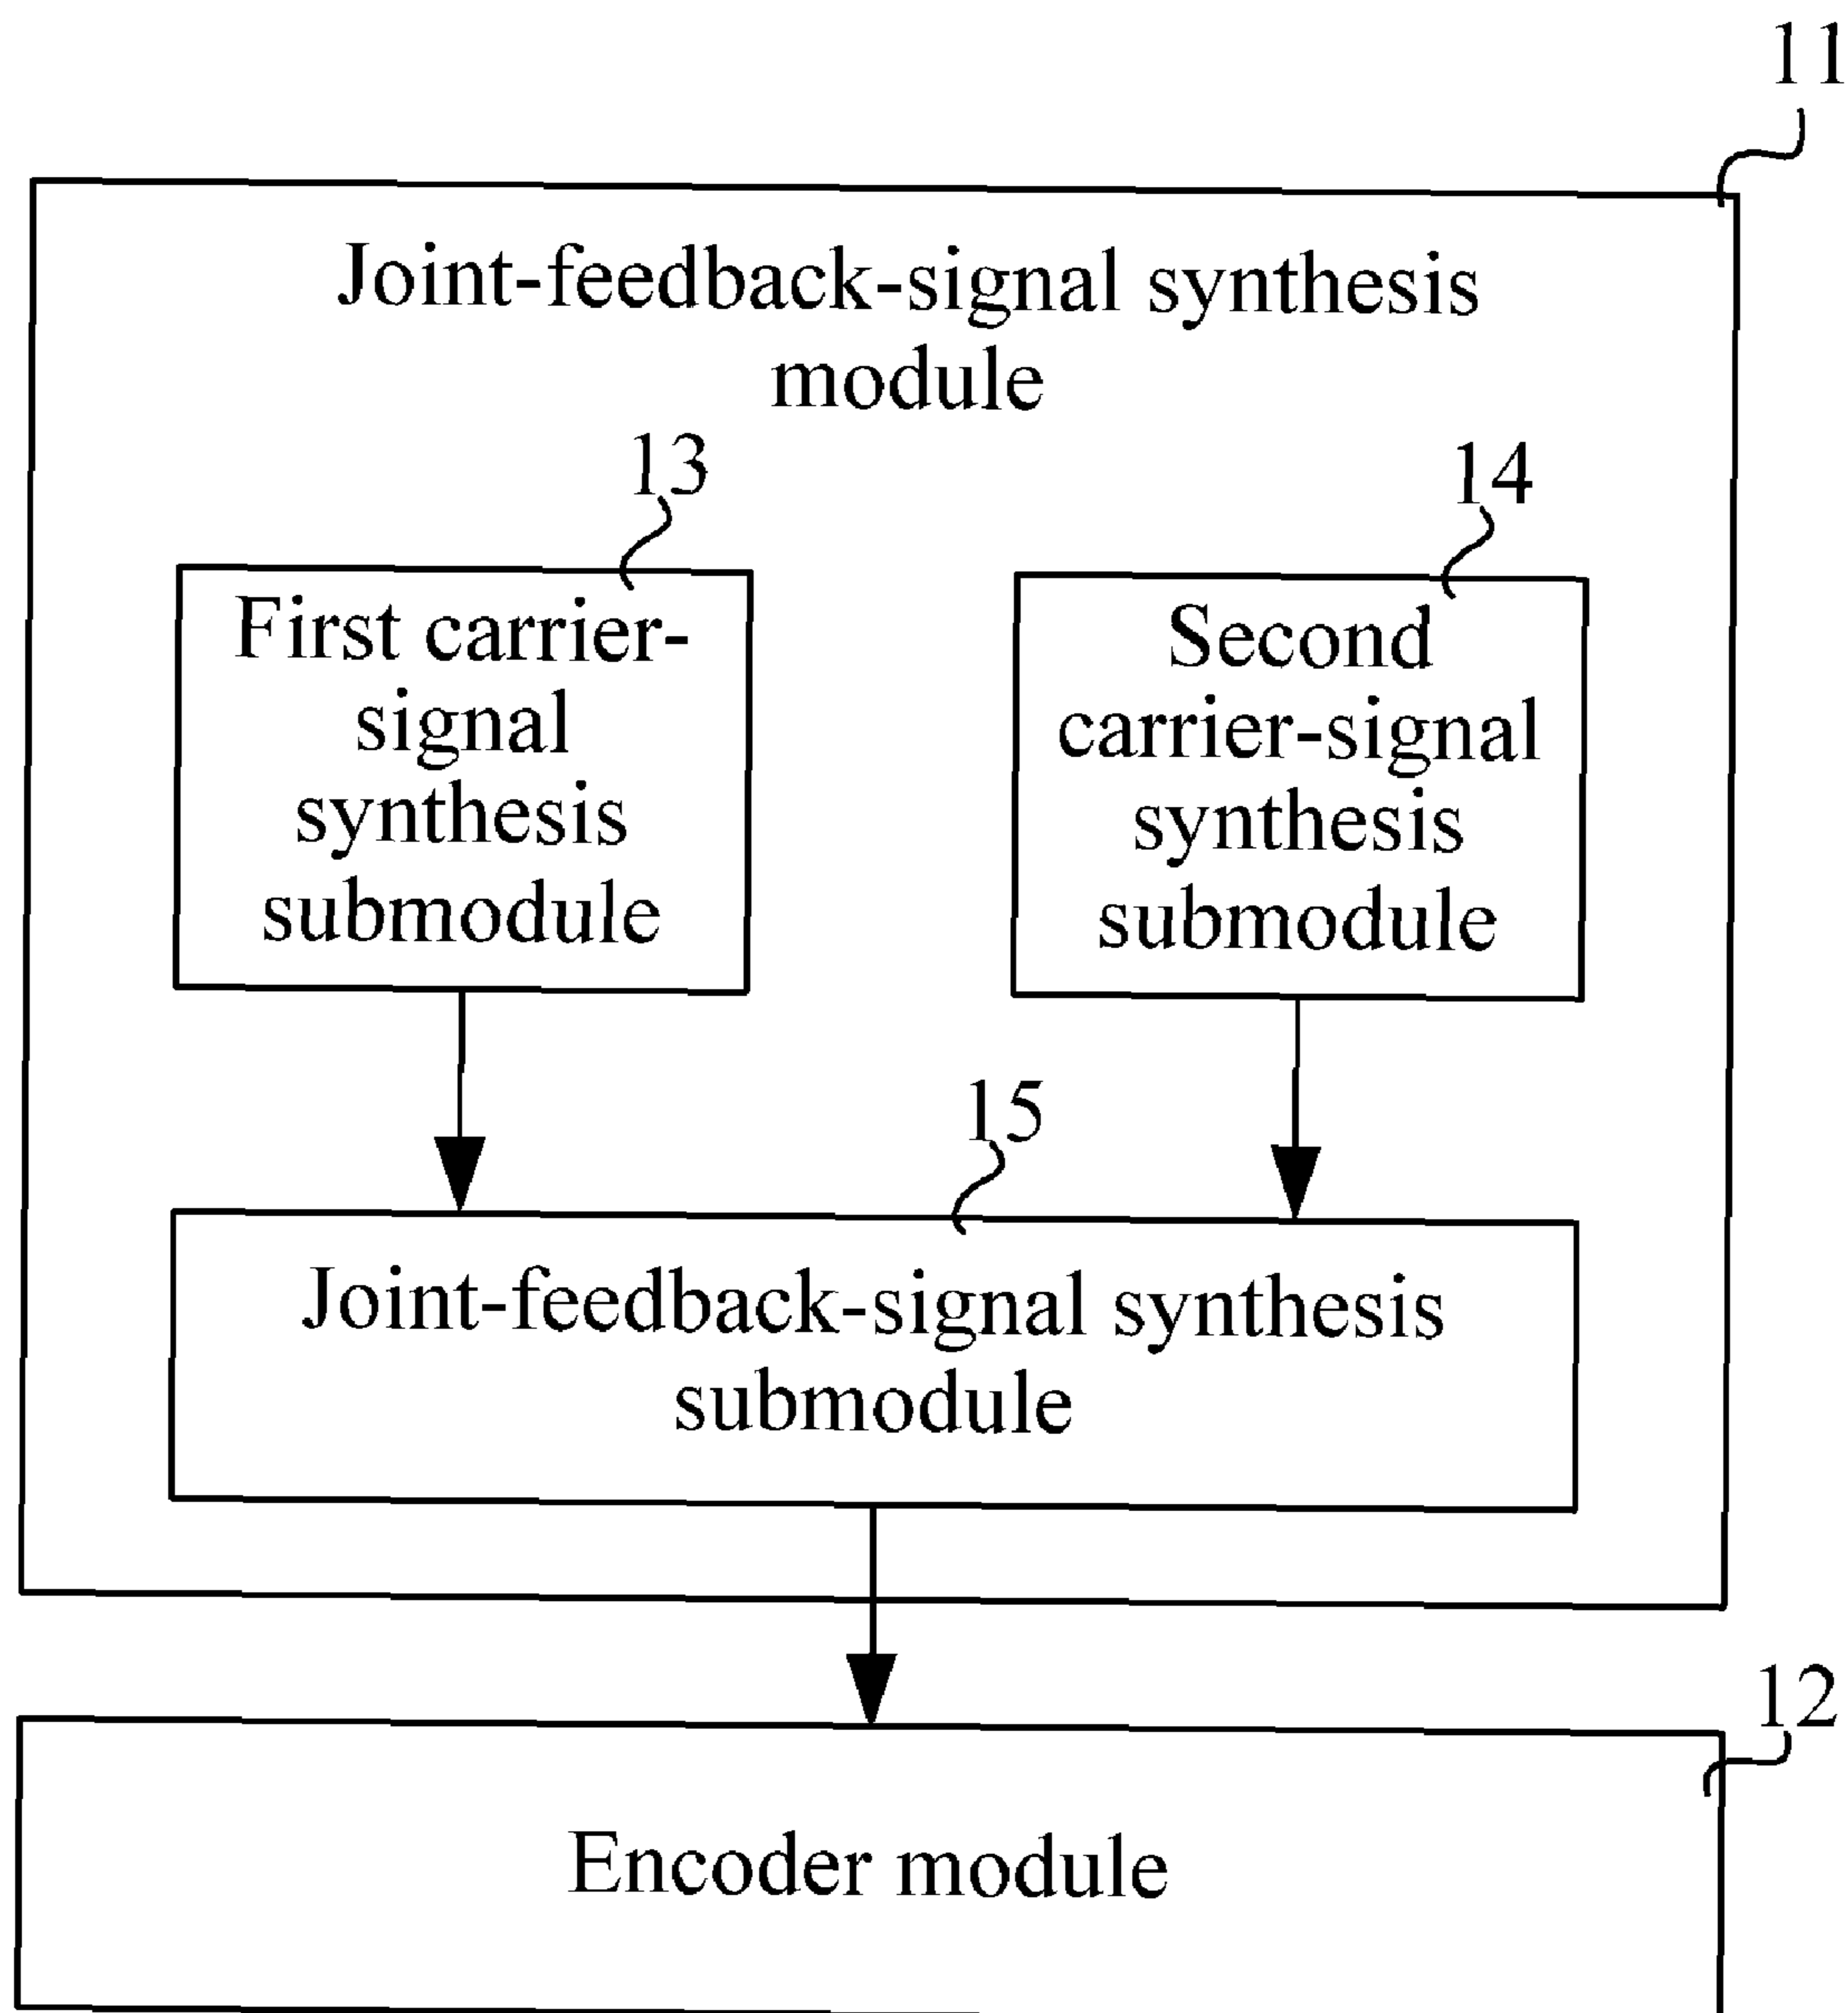 11
Joint-feedback-signal synthesis
module
13
14
First carrier-
signal
synthesis
submodule
Second
carrier-signal
synthesis
submodule
15
Joint-feedback-signal synthesis
submodule
12
Encoder module